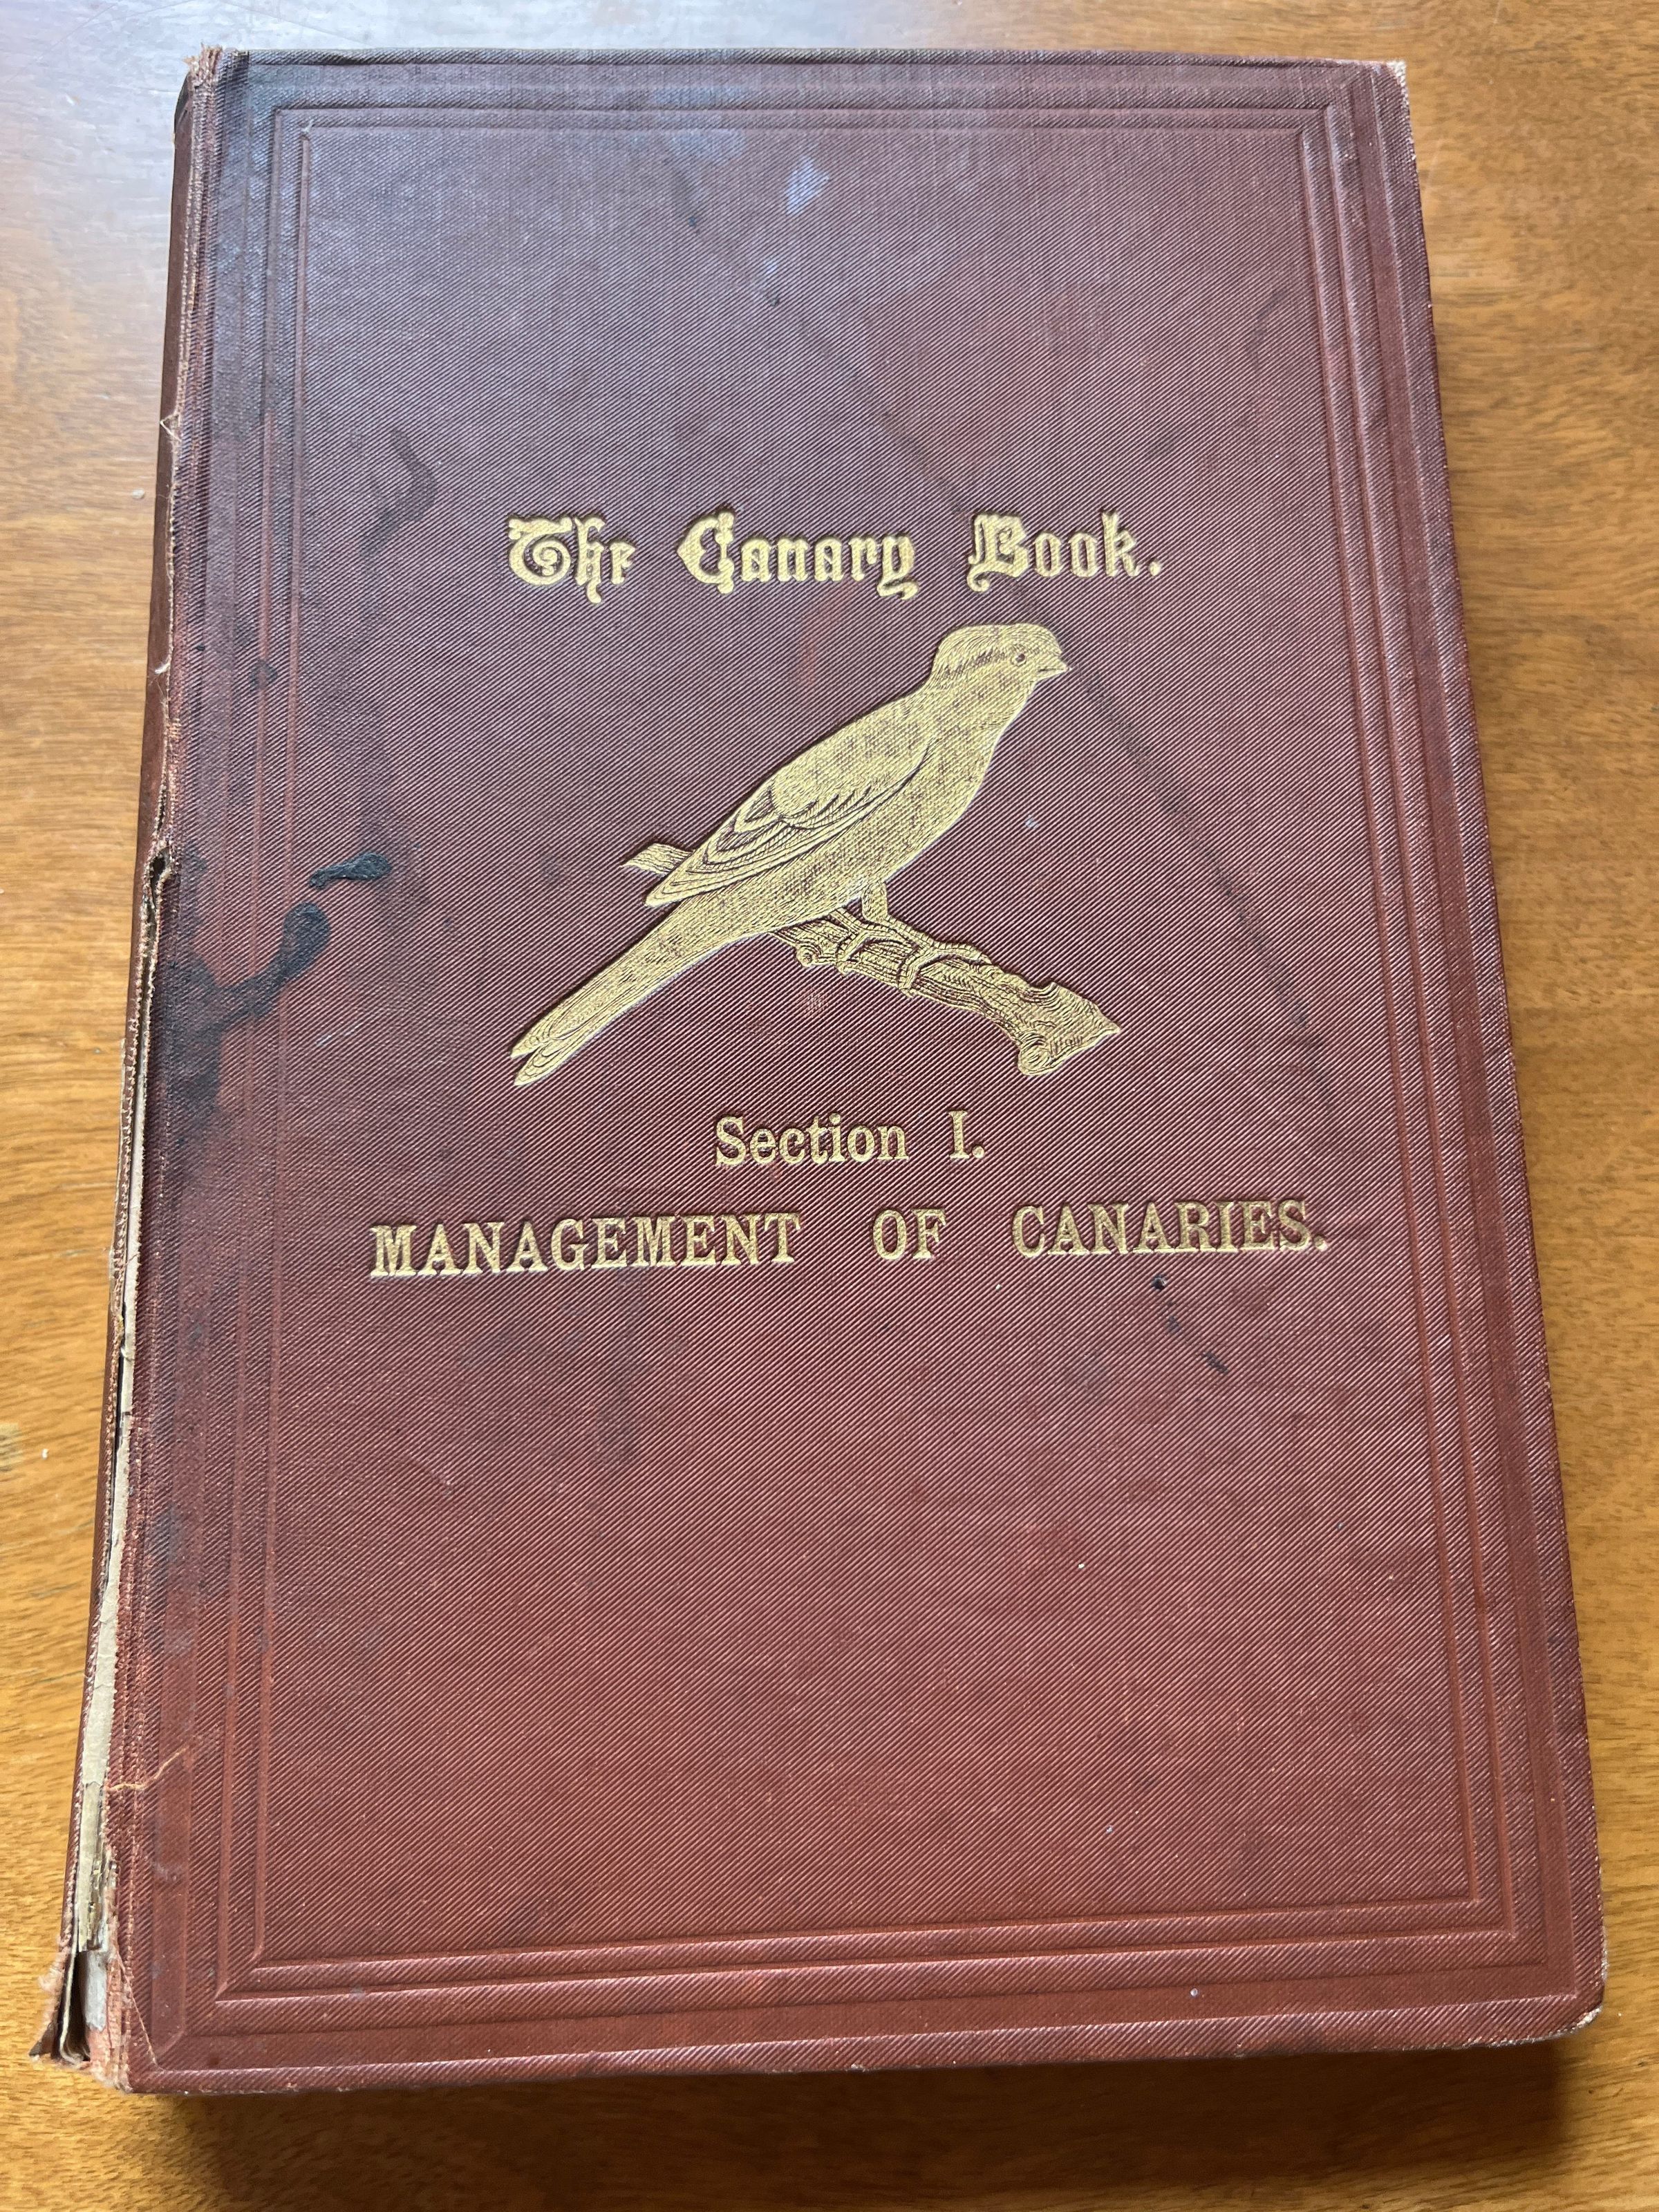 The Canary Book.
Section I.
MANAGEMENT OF CANARIES.